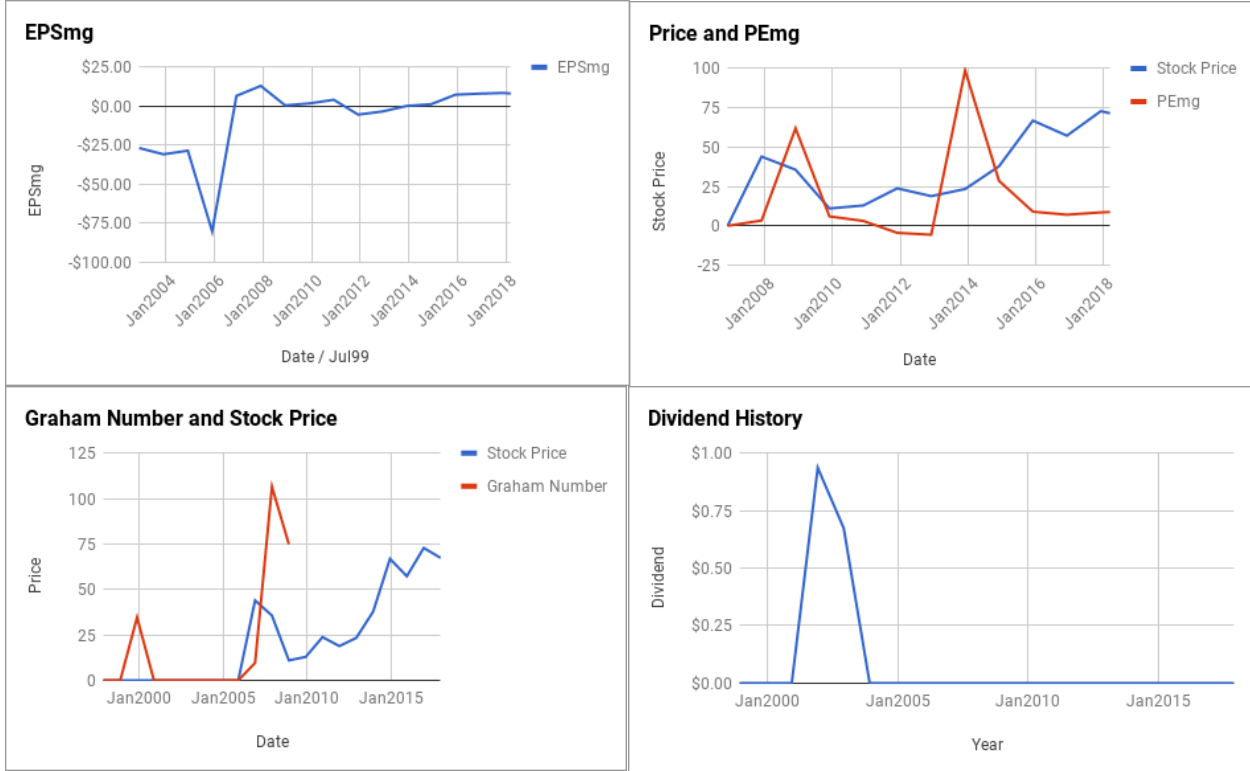 EPSmg
$25.00
$0.00
-$25.00
-$50.00
-$75.00
-$100.00
EPSmg
EPSmg
Jan2004
Jan2006
Jan2008
Jan2010
Jan2012
Jan2014
Jan2016
Jan2018
Date / Jul99
Price and PEmg
100
75
50
25
0
-25
Stock Price
Stock Price
PEmg
Jan2008
Jan2010
Jan2012
Jan2014
Jan2016
Jan2018
Date
Graham Number and Stock Price
125
100
75
50
25
0
Price
Stock Price
Graham Number
Jan2000
Jan2005
Jan2010
Jan2015
Date
Dividend History
$1.00
$0.75
$0.50
$0.25
$0.00
Dividend
Jan2000
Jan2005
Jan2010
Jan2015
Year